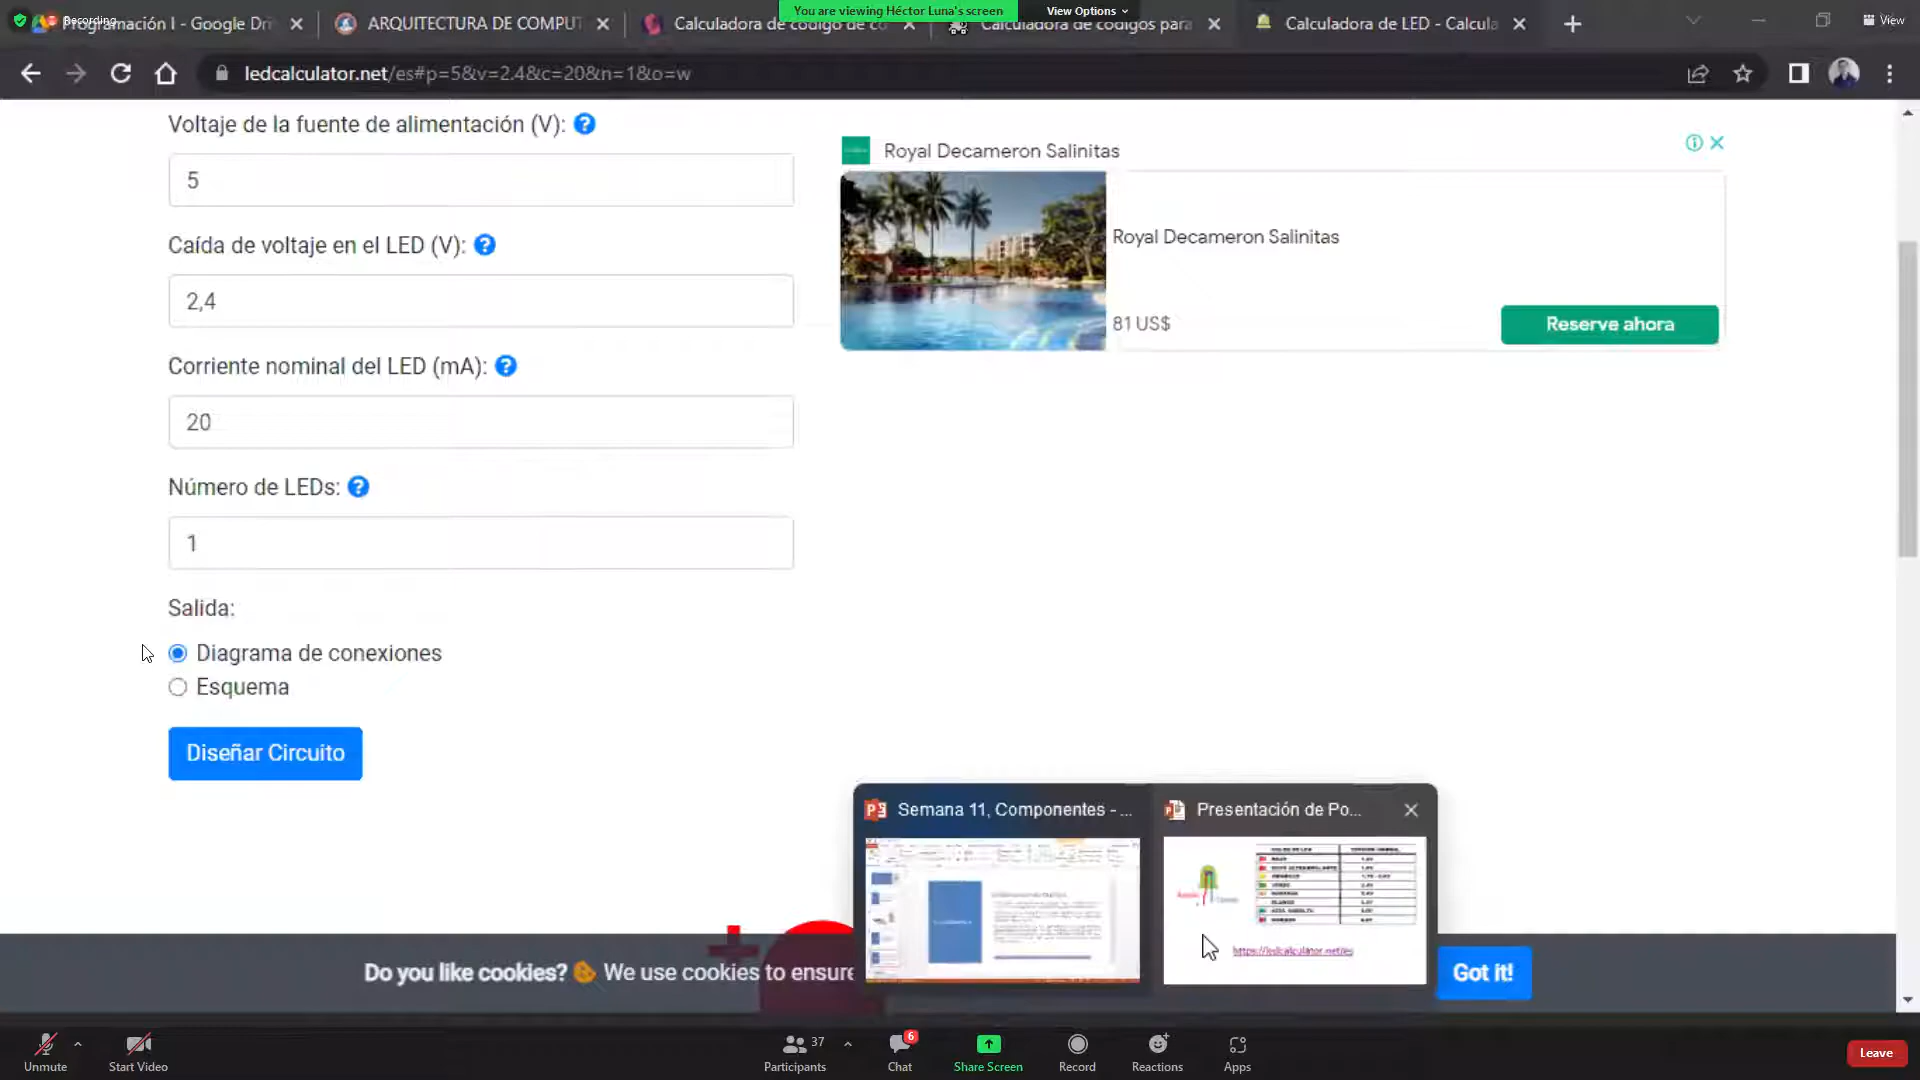 Recording
You are viewing Héctor Luna's screen
View Options
Programación I - Google Dri
ARQUITECTURA DE COMPUT
Calculadora de código de co
Calculadora de códigos para
Calculadora de LED - Calcula
View
ledcalculator.net/es#p=5&v=2.4&c=20&n=1&o=w
Voltaje de la fuente de alimentación (V):
5
Caída de voltaje en el LED (V):
2,4
Corriente nominal del LED (mA):
20
Número de LEDs:
1
Salida:
Diagrama de conexiones
Esquema
Diseñar Circuito
Royal Decameron Salinitas
Royal Decameron Salinitas
81 US$
Reserve ahora
Semana 11, Componentes - ...
Presentación de Po...
https://ledcalculator.net/es
Do you like cookies? We use cookies to ensure
Got it!
Unmute
Start Video
37
Participants
6
Chat
Share Screen
Record
Reactions
Apps
Leave